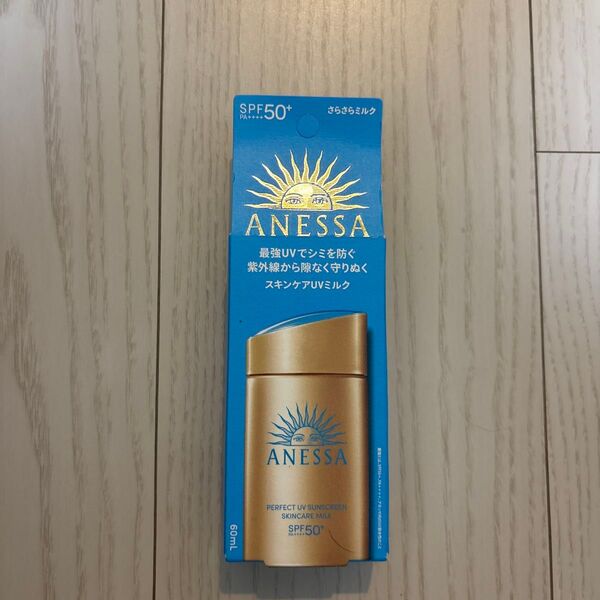 SPF50+
PA++++
さらさらミルク
ANESSA
最強UVでシミを防ぐ
紫外線から隙なく守りぬく
スキンケアUVミルク
ANESSA
PERFECT UV SUNSCREEN
SKINCARE MILK
SPF50+
PA++++
60mL